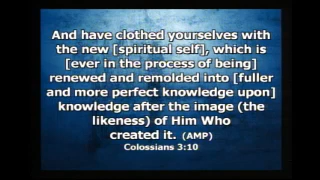 And have clothed yourselves with
the new [spiritual self], which is
[ever in the process of being]
renewed and remolded into [fuller
and more perfect knowledge upon]
knowledge after the image (the
likeness) of Him Who
created it. (AMP)
Colossians 3:10